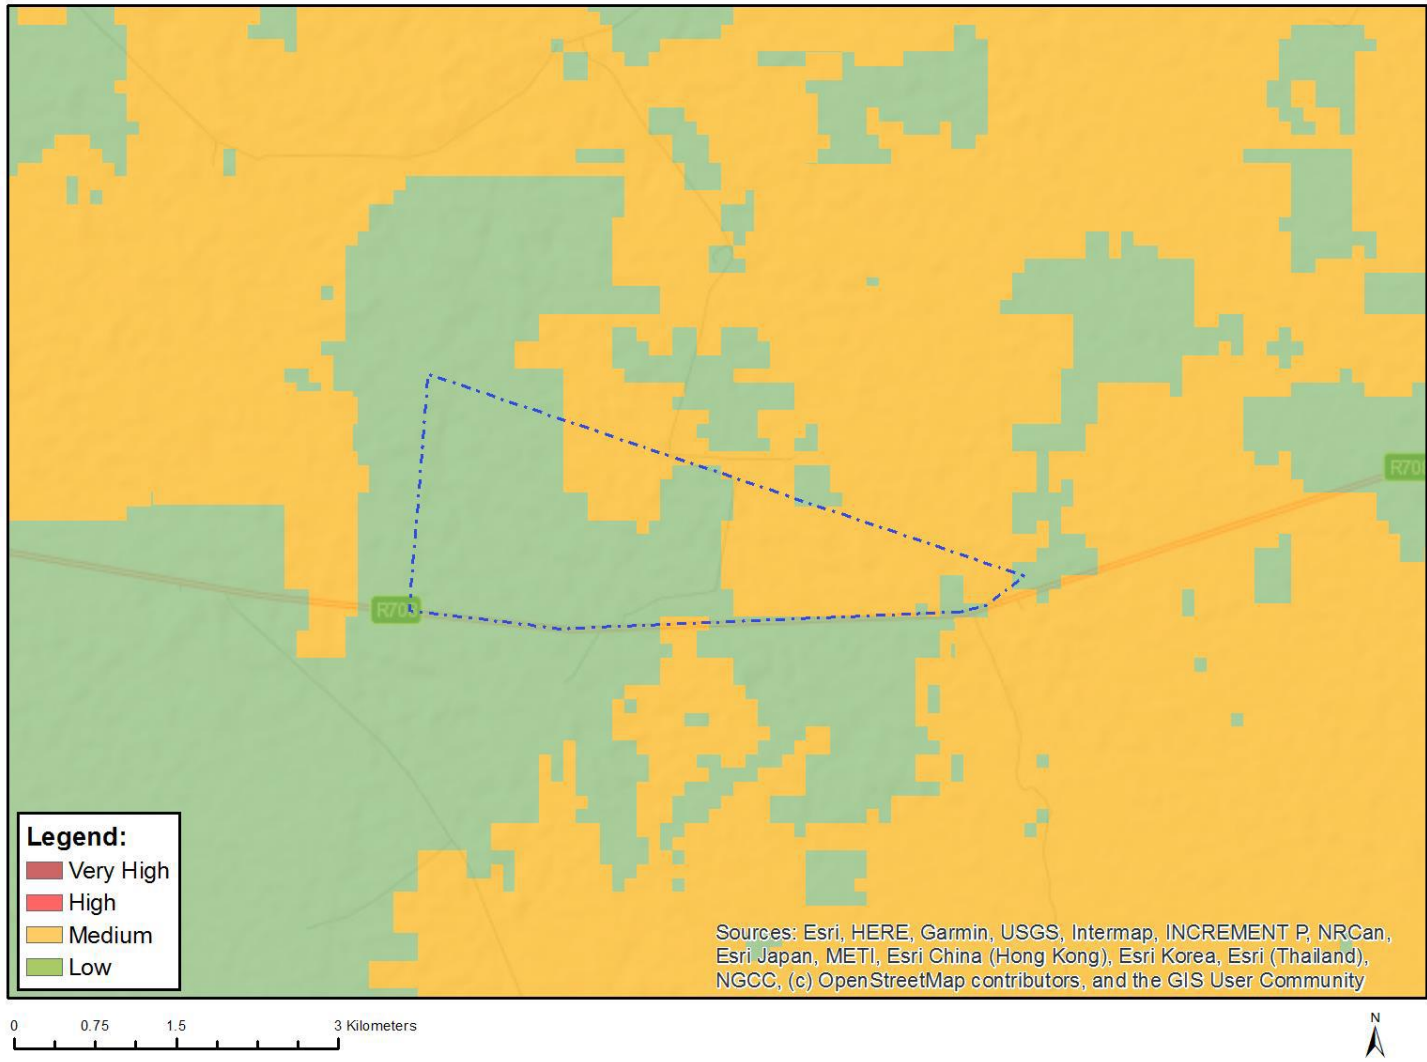 R70
R70
Legend:
Very High
High
Medium
Low
Sources: Esri, HERE, Garmin, USGS, Intermap, INCREMENT P, NRCan,
Esri Japan, METI, Esri China (Hong Kong), Esri Korea, Esri (Thailand),
NGCC, (c) OpenStreetMap contributors, and the GIS User Community
0 0.75 1.5 3 Kilometers
N